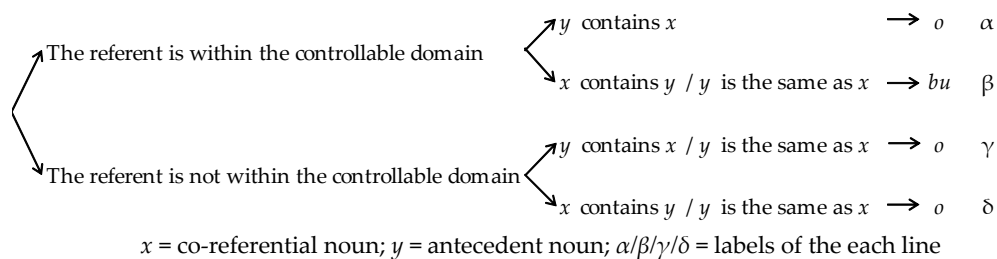 y contains x → o α
The referent is within the controllable domain
x contains y / y is the same as x → bu β
y contains x / y is the same as x → o γ
The referent is not within the controllable domain
x contains y / y is the same as x → o δ
x = co-referential noun; y = antecedent noun; α/β/γ/δ = labels of the each line